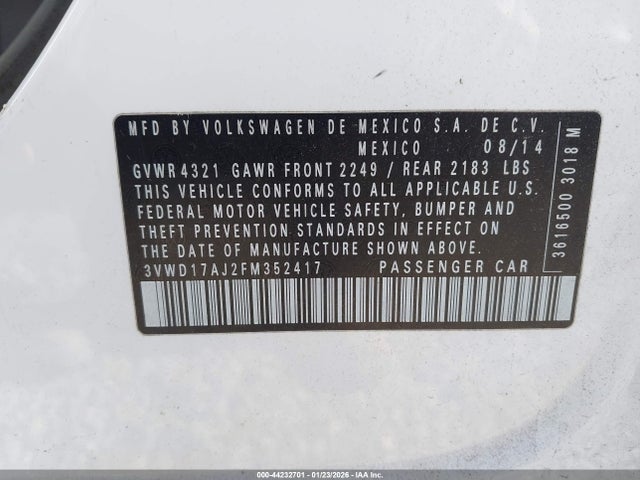 MFD BY VOLKSWAGEN DE MEXICO S.A. DE C.V.
MEXICO 08/14
GVWR 4321 GAWR FRONT 2249 / REAR 2183 LBS
THIS VEHICLE CONFORMS TO ALL APPLICABLE U.S.
FEDERAL MOTOR VEHICLE SAFETY, BUMPER AND
THEFT PREVENTION STANDARDS IN EFFECT ON
THE DATE OF MANUFACTURE SHOWN ABOVE.
3VWD17AJ2FM352417 PASSENGER CAR
3616500 3018 M
000-44232701 - 01/23/2026 - IAA Inc.